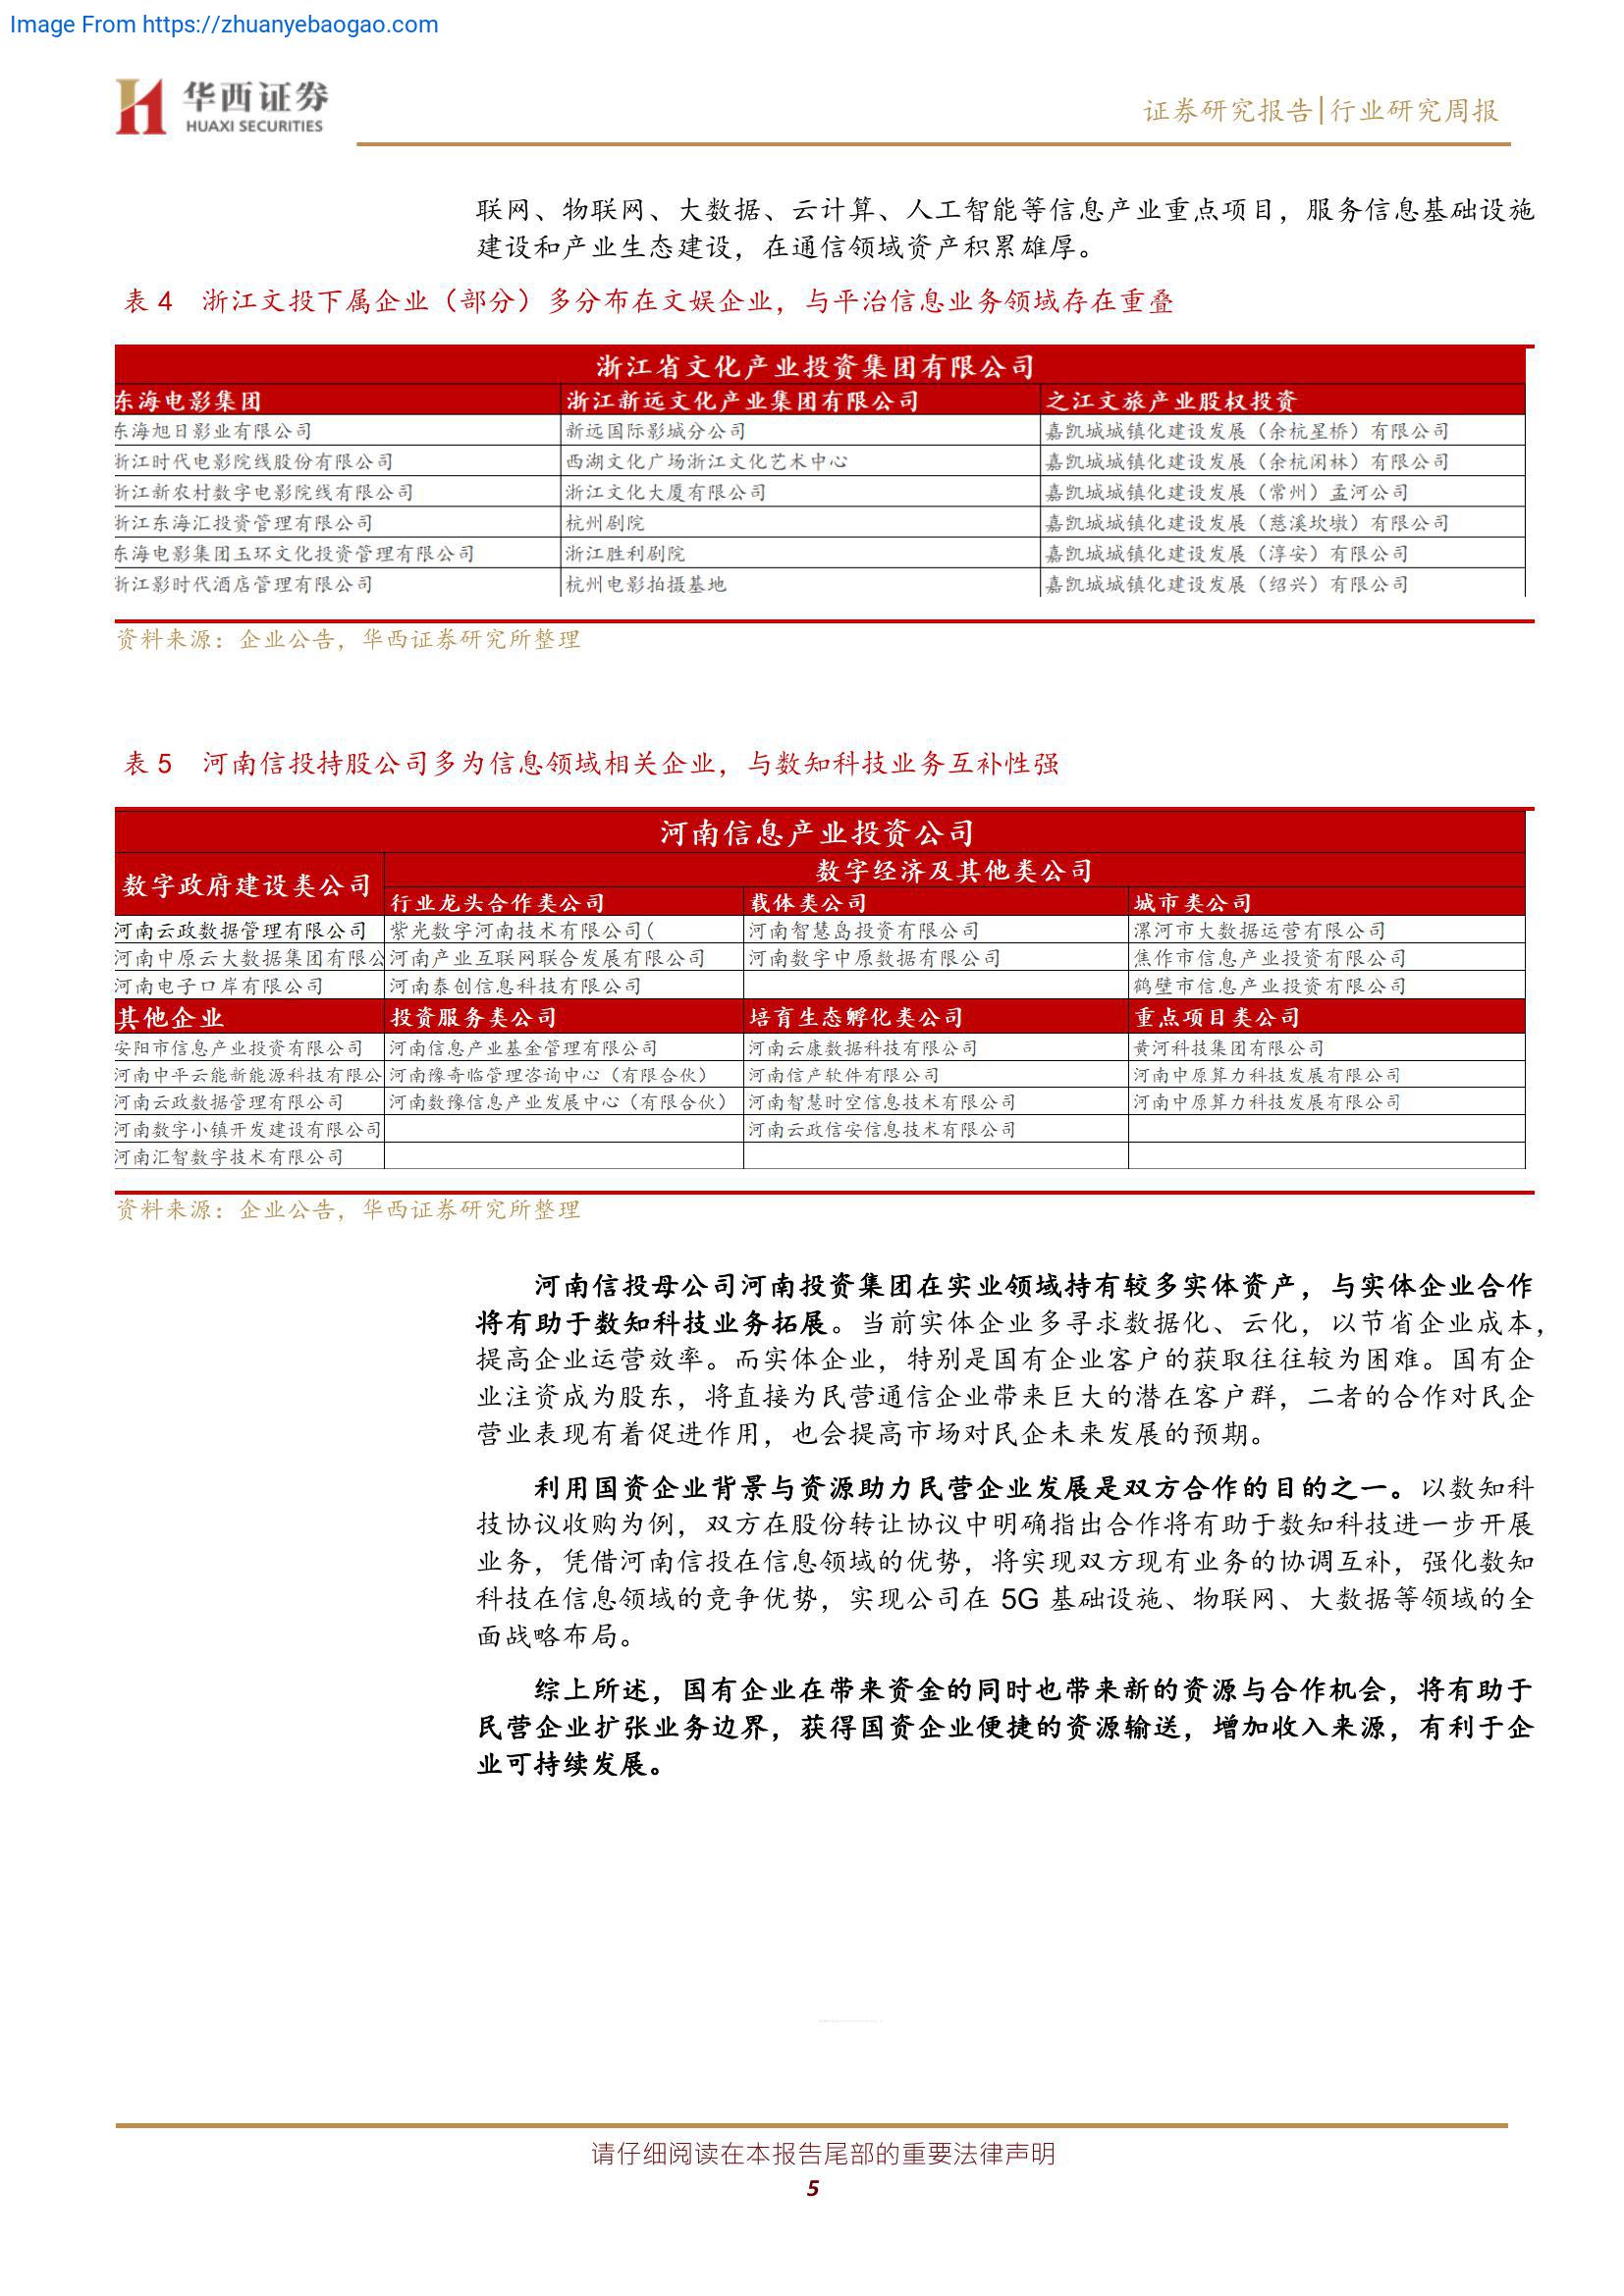 Image From https://zhuanyebaogao.com
华西证券
HUAXI SECURITIES
证券研究报告|行业研究周报
联网、物联网、大数据、云计算、人工智能等信息产业重点项目，服务信息基础设施
建设和产业生态建设，在通信领域资产积累雄厚。
表 4 浙江文投下属企业（部分）多分布在文娱企业，与平治信息业务领域存在重叠
浙江省文化产业投资集团有限公司
东海电影集团 浙江新远文化产业集团有限公司 之江文旅产业股权投资
东海旭日影业有限公司 新远国际影城分公司 嘉凯城城镇化建设发展（余杭星桥）有限公司
浙江时代电影院线股份有限公司 西湖文化广场浙江文化艺术中心 嘉凯城城镇化建设发展（余杭闲林）有限公司
浙江新农村数字电影院线有限公司 浙江文化大厦有限公司 嘉凯城城镇化建设发展（常州）孟河公司
浙江东海汇投资管理有限公司 杭州剧院 嘉凯城城镇化建设发展（慈溪坎墩）有限公司
东海电影集团玉环文化投资管理有限公司 浙江胜利剧院 嘉凯城城镇化建设发展（淳安）有限公司
浙江影时代酒店管理有限公司 杭州电影拍摄基地 嘉凯城城镇化建设发展（绍兴）有限公司
资料来源：企业公告，华西证券研究所整理
表 5 河南信投持股公司多为信息领域相关企业，与数知科技业务互补性强
河南信息产业投资公司
数字政府建设类公司 数字经济及其他类公司
行业龙头合作类公司 载体类公司 城市类公司
河南云政数据管理有限公司 紫光数字河南技术有限公司( 河南智慧岛投资有限公司 漯河市大数据运营有限公司
河南中原云大数据集团有限公 河南产业互联网联合发展有限公司 河南数字中原数据有限公司 焦作市信息产业投资有限公司
河南电子口岸有限公司 河南泰创信息科技有限公司 鹤壁市信息产业投资有限公司
其他企业 投资服务类公司 培育生态孵化类公司 重点项目类公司
安阳市信息产业投资有限公司 河南信息产业基金管理有限公司 河南云康数据科技有限公司 黄河科技集团有限公司
河南中平云能新能源科技有限公 河南豫奇临管理咨询中心（有限合伙） 河南信产软件有限公司 河南中原算力科技发展有限公司
河南云政数据管理有限公司 河南数豫信息产业发展中心（有限合伙） 河南智慧时空信息技术有限公司 河南中原算力科技发展有限公司
河南数字小镇开发建设有限公司 河南云政信安信息技术有限公司
河南汇智数字技术有限公司
资料来源：企业公告，华西证券研究所整理
河南信投母公司河南投资集团在实业领域持有较多实体资产，与实体企业合作
将有助于数知科技业务拓展。当前实体企业多寻求数据化、云化，以节省企业成本，
提高企业运营效率。而实体企业，特别是国有企业客户的获取往往较为困难。国有企
业注资成为股东，将直接为民营通信企业带来巨大的潜在客户群，二者的合作对民企
营业表现有着促进作用，也会提高市场对民企未来发展的预期。
利用国资企业背景与资源助力民营企业发展是双方合作的目的之一。以数知科
技协议收购为例，双方在股份转让协议中明确指出合作将有助于数知科技进一步开展
业务，凭借河南信投在信息领域的优势，将实现双方现有业务的协调互补，强化数知
科技在信息领域的竞争优势，实现公司在 5G 基础设施、物联网、大数据等领域的全
面战略布局。
综上所述，国有企业在带来资金的同时也带来新的资源与合作机会，将有助于
民营企业扩张业务边界，获得国资企业便捷的资源输送，增加收入来源，有利于企
业可持续发展。
请仔细阅读在本报告尾部的重要法律声明
5